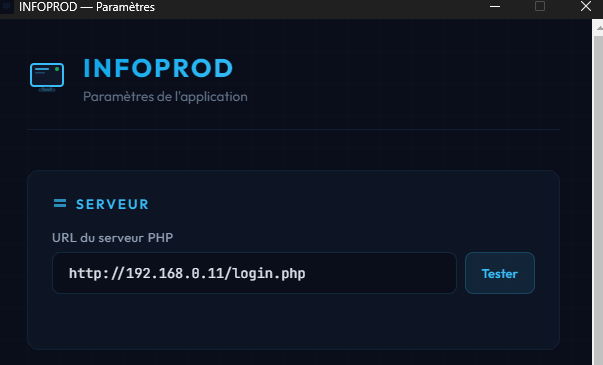 INFOPROD — Paramètres
INFOPROD
Paramètres de l'application
SERVEUR
URL du serveur PHP
http://192.168.0.11/login.php
Tester